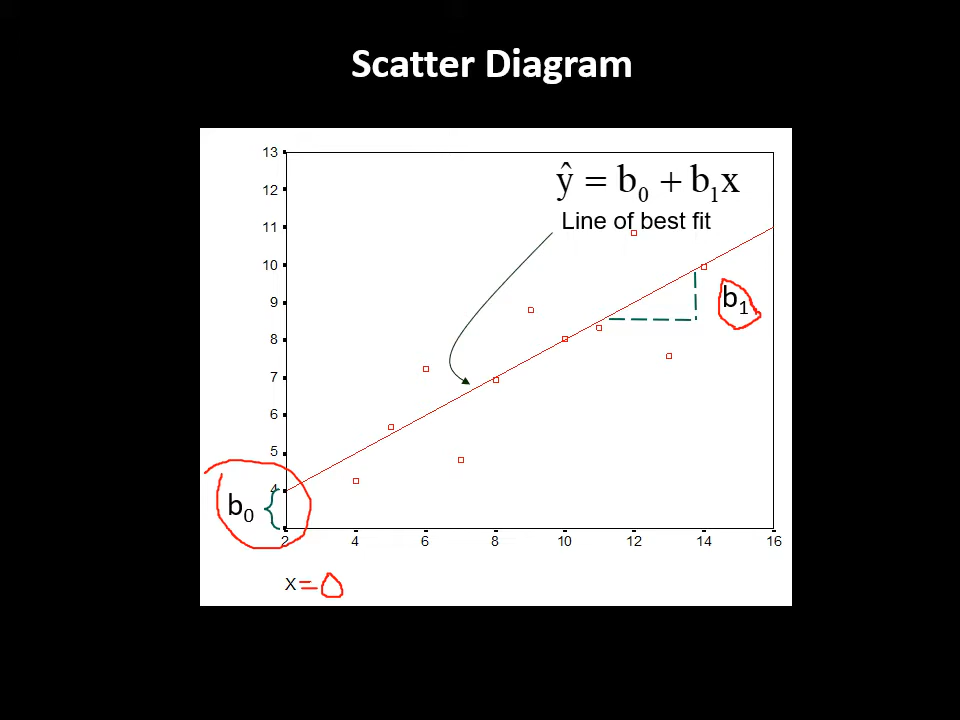 Scatter Diagram
13
ŷ = b₀ + b₁x
12
Line of best fit
11
10
9
b₁
8
7
6
5
4
b₀
2 4 6 8 10 12 14 16
X = 0